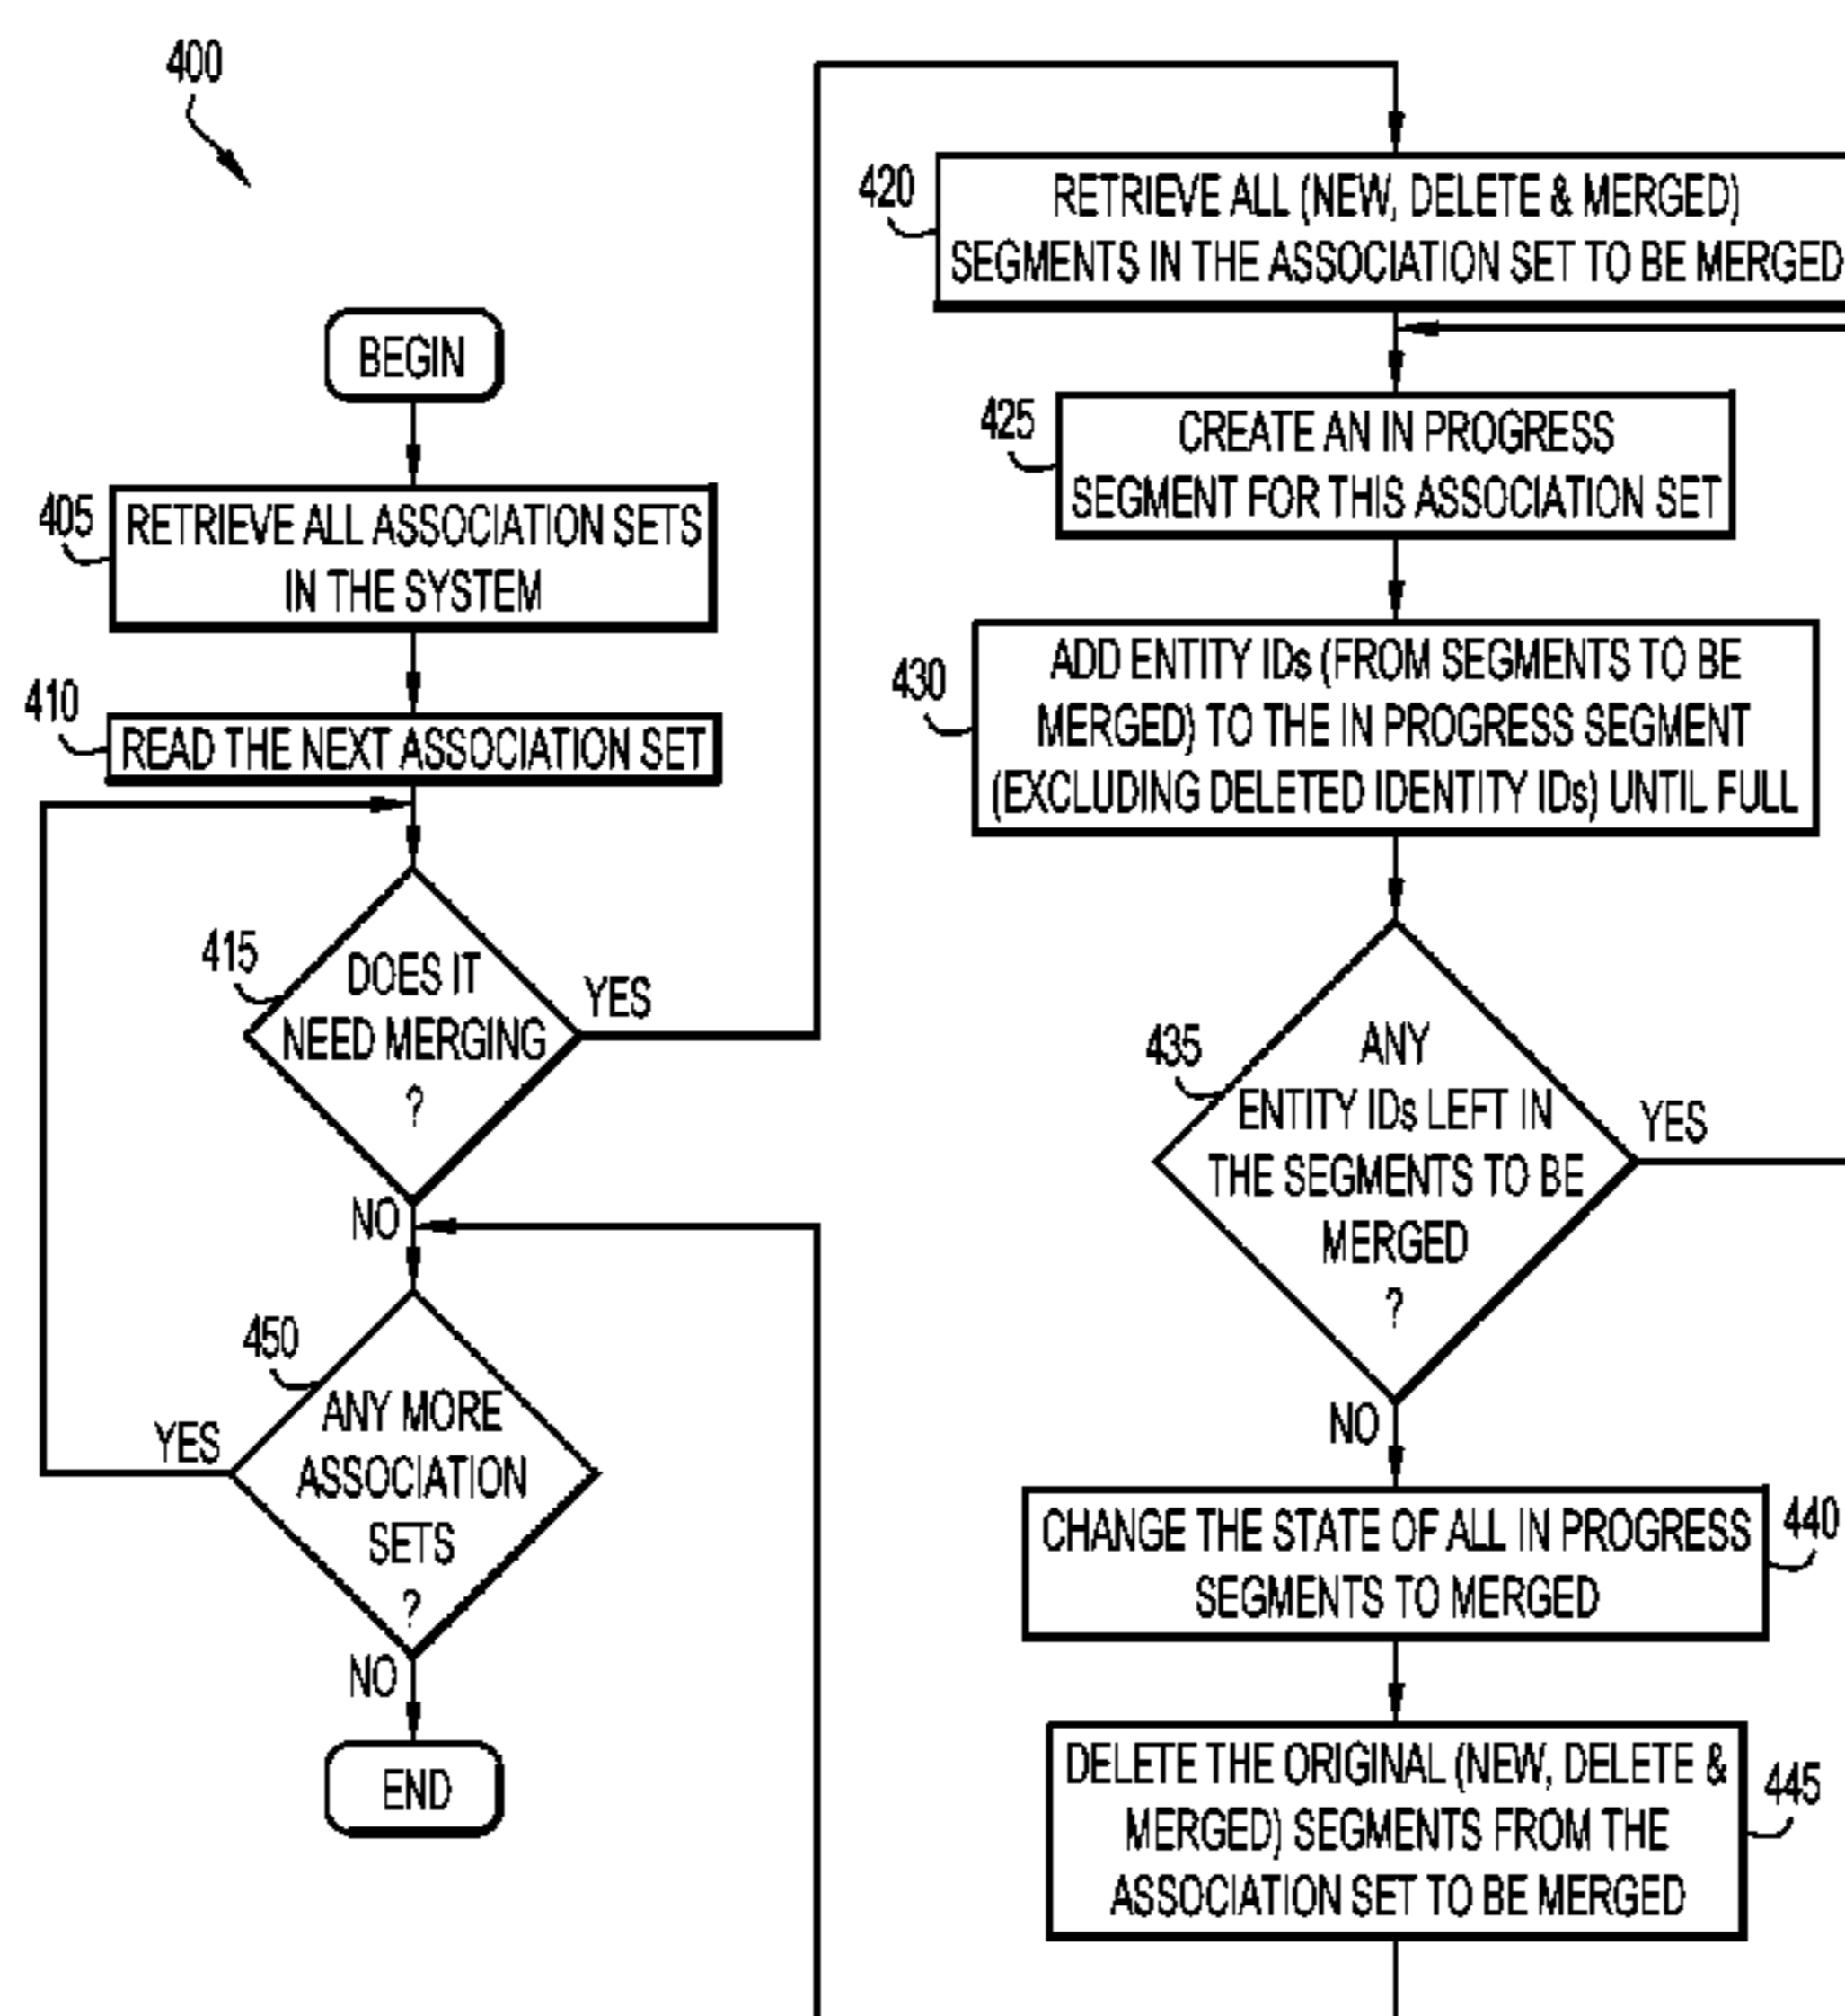 400
BEGIN
405
RETRIEVE ALL ASSOCIATION SETS
IN THE SYSTEM
410
READ THE NEXT ASSOCIATION SET
415
DOES IT
NEED MERGING
?
YES
NO
450
ANY MORE
ASSOCIATION
SETS
?
YES
NO
END
420
RETRIEVE ALL (NEW, DELETE & MERGED)
SEGMENTS IN THE ASSOCIATION SET TO BE MERGED
425
CREATE AN IN PROGRESS
SEGMENT FOR THIS ASSOCIATION SET
430
ADD ENTITY IDs (FROM SEGMENTS TO BE
MERGED) TO THE IN PROGRESS SEGMENT
(EXCLUDING DELETED IDENTITY IDs) UNTIL FULL
435
ANY
ENTITY IDs LEFT IN
THE SEGMENTS TO BE
MERGED
?
YES
NO
CHANGE THE STATE OF ALL IN PROGRESS
SEGMENTS TO MERGED
440
DELETE THE ORIGINAL (NEW, DELETE &
MERGED) SEGMENTS FROM THE
ASSOCIATION SET TO BE MERGED
445